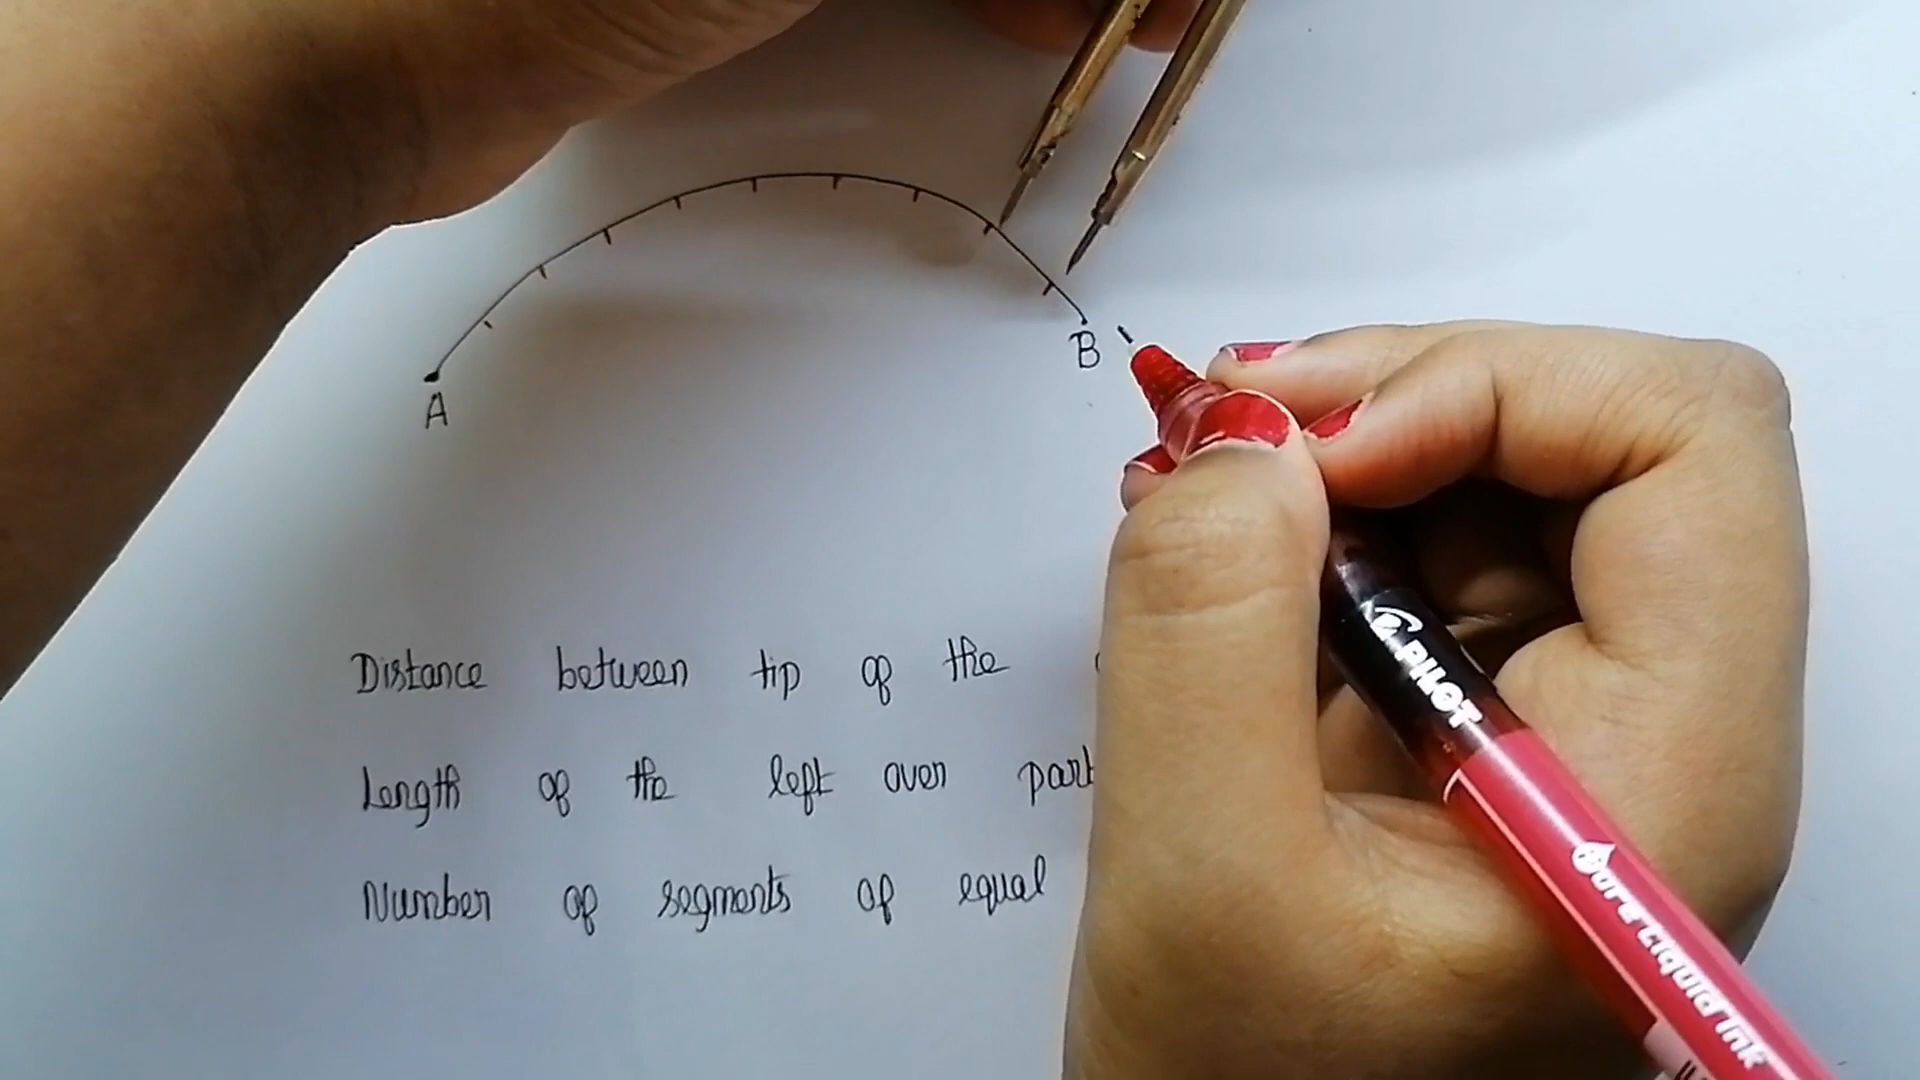 A
B
Distance between tip of the
Length of the left over part
Number of segments of equal
PILOT
Pure Liquid Ink